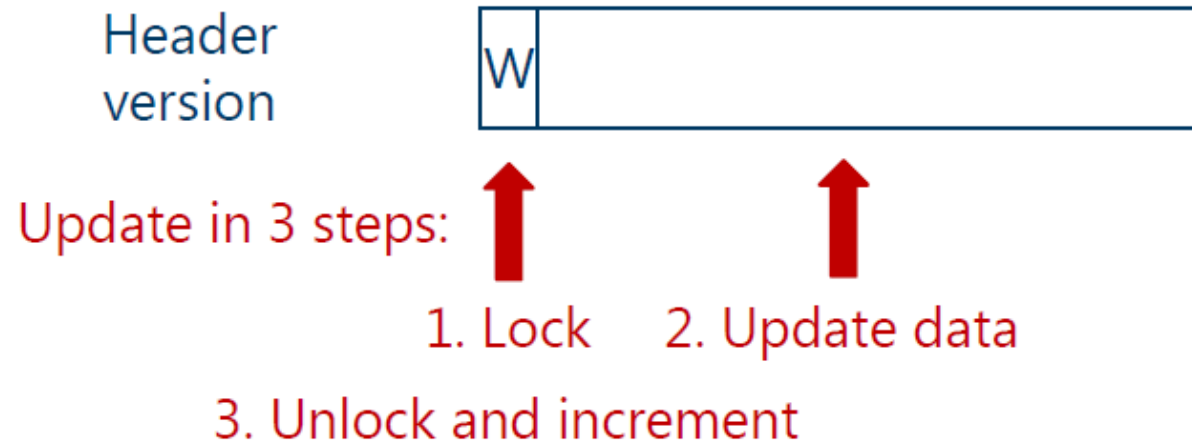 Header
version
W
Update in 3 steps:
1. Lock
2. Update data
3. Unlock and increment